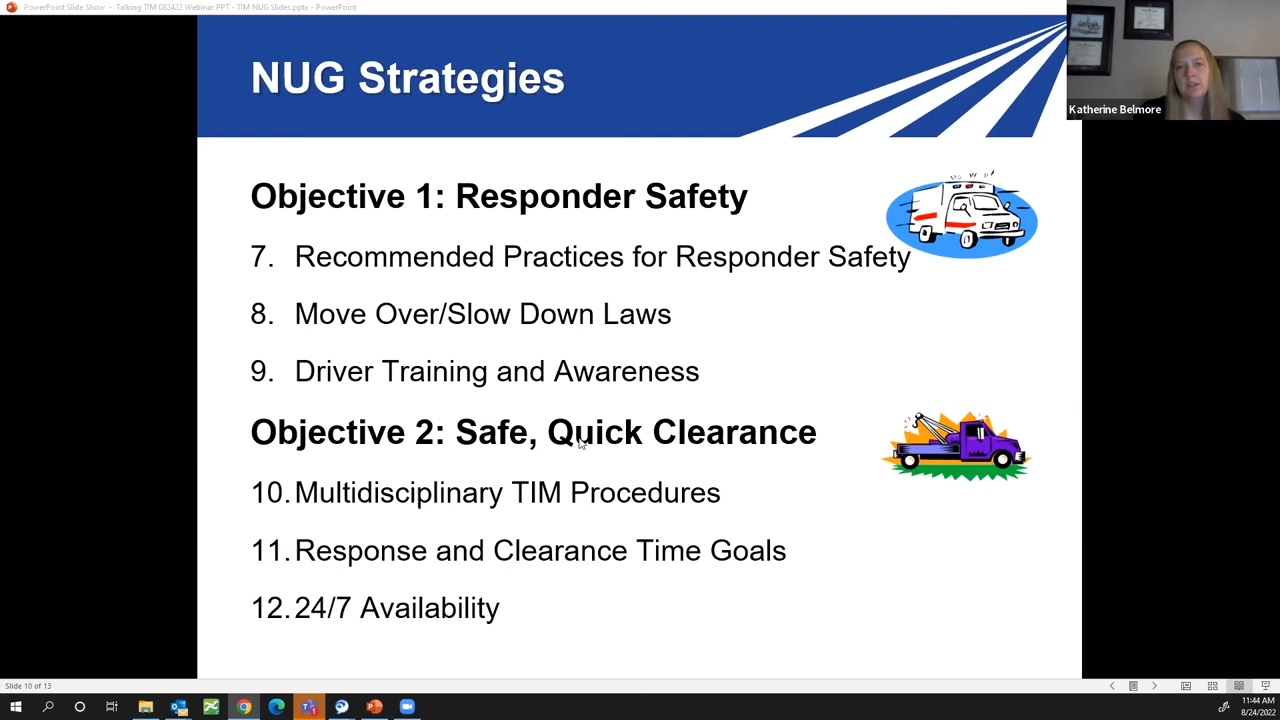 PowerPoint Slide Show - Talking TIM 082422 Webinar PPT - TIM NUG Slides.pptx - PowerPoint
NUG Strategies
Katherine Belmore
Objective 1: Responder Safety
7. Recommended Practices for Responder Safety
8. Move Over/Slow Down Laws
9. Driver Training and Awareness
Objective 2: Safe, Quick Clearance
10. Multidisciplinary TIM Procedures
11. Response and Clearance Time Goals
12. 24/7 Availability
Slide 10 of 13
11:44 AM
8/24/2022